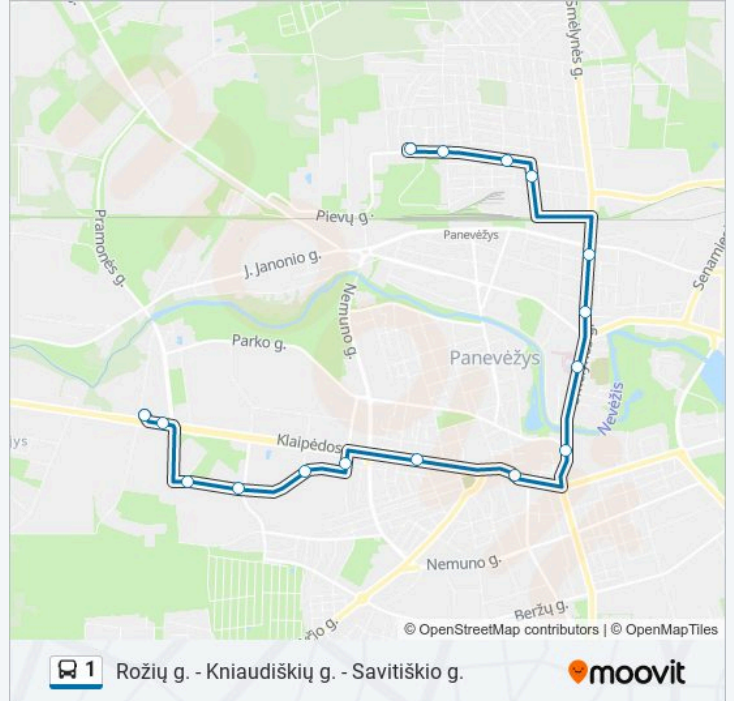 Smėlynės g.
Pramonės g.
Pievų g.
Panevėžys
Senamies
J. Janonio g.
Nemuno g.
Parko g.
Panevėžys
Nevėžis
Klaipėdos
Nemuno g.
Beržų g.
© OpenStreetMap contributors | © OpenMapTiles
1 Rožių g. - Kniaudiškių g. - Savitiškio g.
moovit